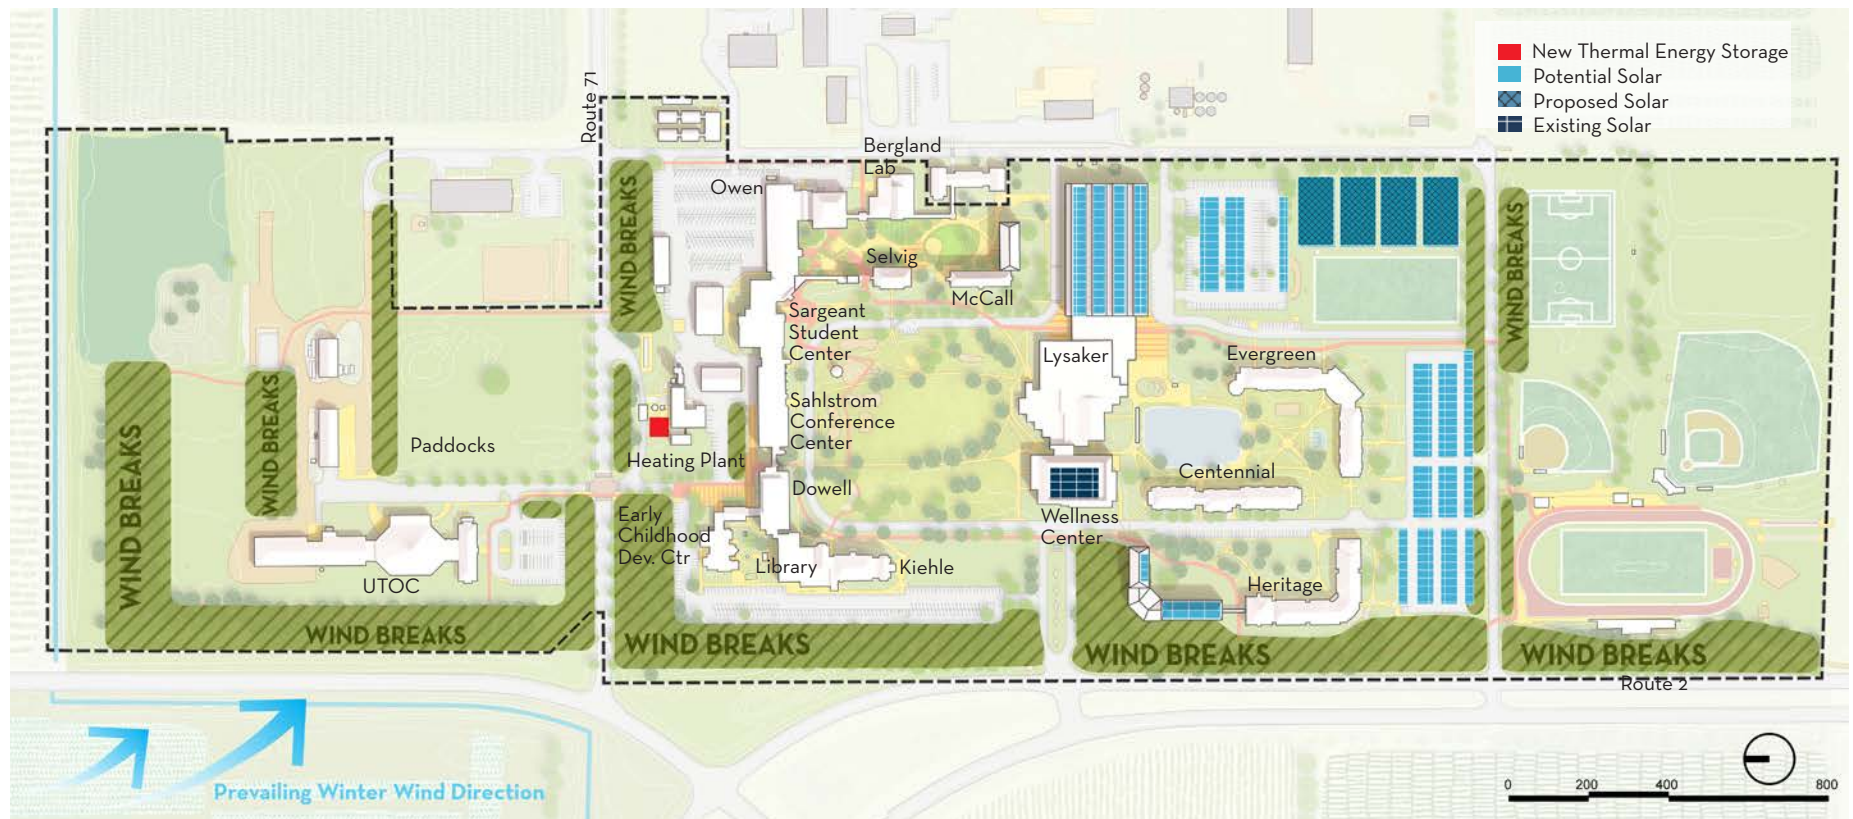 New Thermal Energy Storage
Potential Solar
Proposed Solar
Existing Solar
Route 71
Bergland
Lab
Owen
WIND BREAKS
WIND BREAKS
Selvig
McCall
Sargeant
Student
Center
Lysaker
Evergreen
WIND BREAKS
WIND BREAKS
Paddocks
Sahlstrom
Conference
Center
Heating Plant
Centennial
Dowell
Early
Childhood
Dev. Ctr
Wellness
Center
UTOC
Library
Kiehle
Heritage
WIND BREAKS
WIND BREAKS
WIND BREAKS
WIND BREAKS
Route 2
Prevailing Winter Wind Direction
0 200 400 800